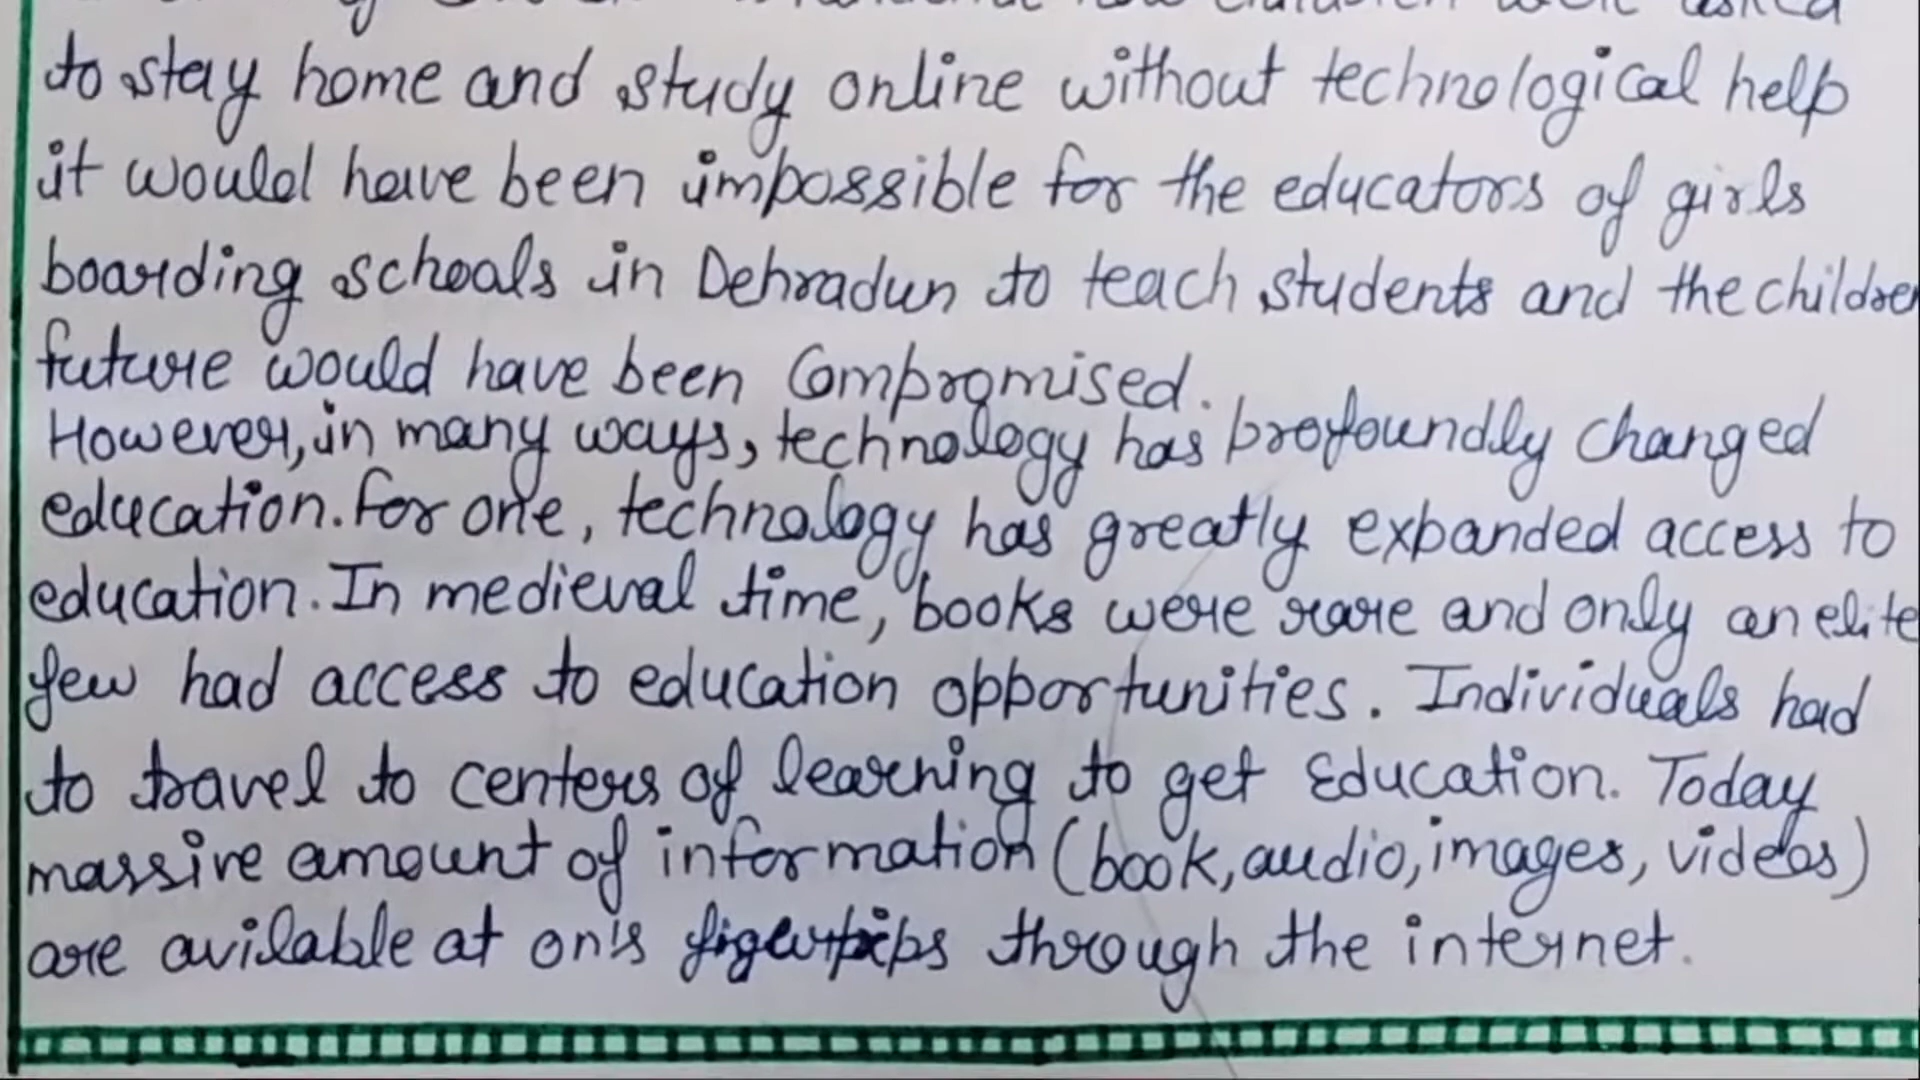 asked
to stay home and study online without technological help
it would have been impossible for the educators of girls
boarding schools in Dehradun to teach students and the children
future would have been Compromised.
However, in many ways, technology has profoundly changed
education. For one, technology has greatly expanded access to
education. In medieval time, books were rare and only an elite
few had access to education opportunities. Individuals had
to travel to centers of learning to get Education. Today
massive amount of information (book, audio, images, videos)
are avilable at on's through the internet.